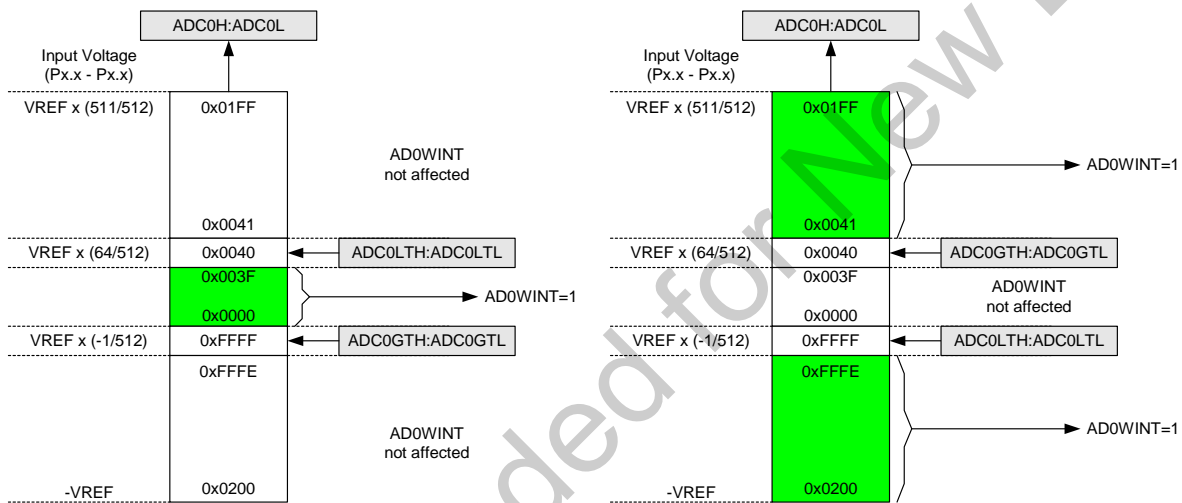 ADC0H:ADC0L
Input Voltage
(Px.x - Px.x)
VREF x (511/512)
0x01FF
AD0WINT
not affected
0x0041
VREF x (64/512)
0x0040
ADC0LTH:ADC0LTL
0x003F
AD0WINT=1
0x0000
VREF x (-1/512)
0xFFFF
ADC0GTH:ADC0GTL
0xFFFE
AD0WINT
not affected
-VREF
0x0200
ADC0H:ADC0L
Input Voltage
(Px.x - Px.x)
VREF x (511/512)
0x01FF
AD0WINT=1
0x0041
VREF x (64/512)
0x0040
ADC0GTH:ADC0GTL
0x003F
AD0WINT
not affected
0x0000
VREF x (-1/512)
0xFFFF
ADC0LTH:ADC0LTL
0xFFFE
AD0WINT=1
-VREF
0x0200
ded for New